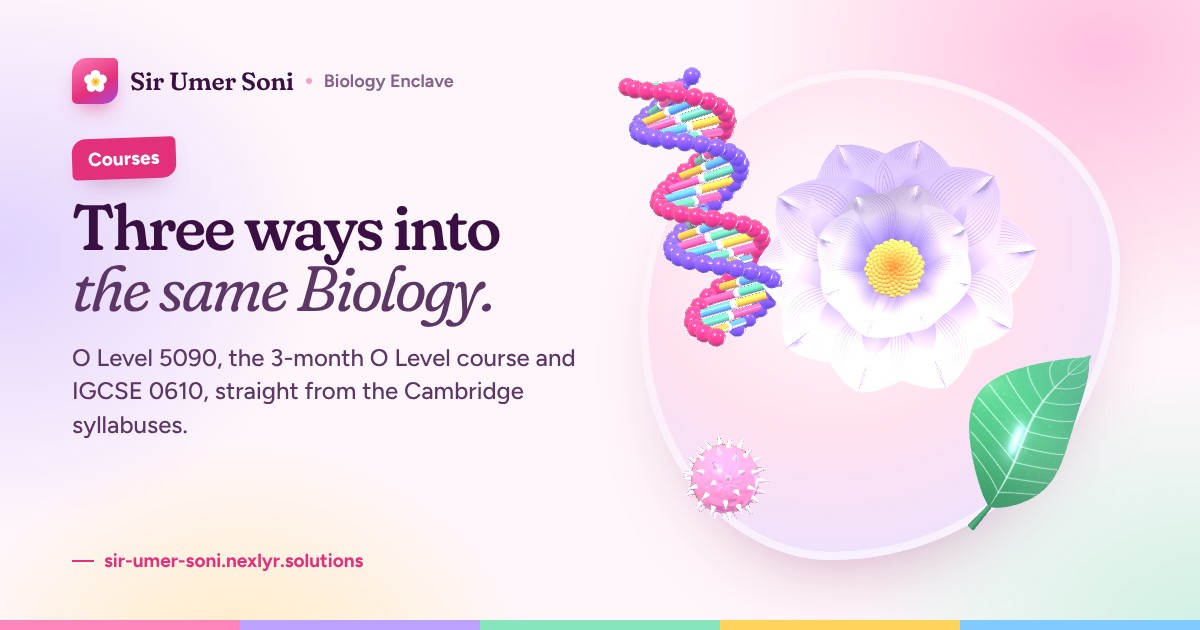 Sir Umer Soni • Biology Enclave
Courses
Three ways into
the same Biology.
O Level 5090, the 3-month O Level course and
IGCSE 0610, straight from the Cambridge
syllabuses.
— sir-umer-soni.nexlyr.solutions